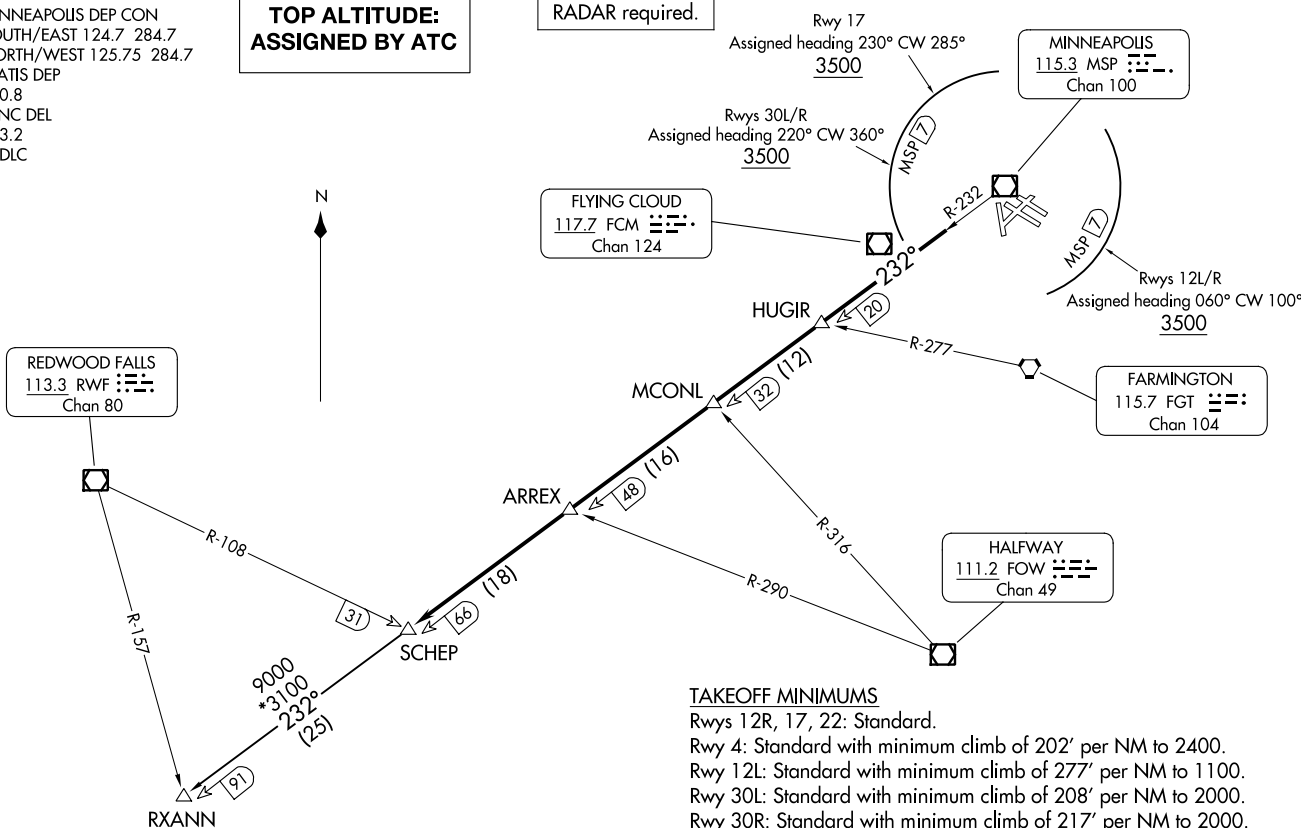 NNEAPOLIS DEP CON
OUTH/EAST 124.7 284.7
ORTH/WEST 125.75 284.7
ATIS DEP
0.8
NC DEL
3.2
DLC
TOP ALTITUDE:
ASSIGNED BY ATC
RADAR required.
Rwy 17
Assigned heading 230° CW 285°
3500
MINNEAPOLIS
115.3 MSP
Chan 100
Rwys 30L/R
Assigned heading 220° CW 360°
3500
MSP 7
N
FLYING CLOUD
117.7 FCM
Chan 124
R-232
MSP 7
232°
Rwys 12L/R
Assigned heading 060° CW 100°
3500
HUGIR
20
R-277
REDWOOD FALLS
113.3 RWF
Chan 80
(12)
MCONL
32
FARMINGTON
115.7 FGT
Chan 104
(16)
ARREX
48
R-108
R-316
HALFWAY
111.2 FOW
Chan 49
(18)
R-290
31
66
R-157
SCHEP
9000
*3100
232°
(25)
91
RXANN
TAKEOFF MINIMUMS
Rwys 12R, 17, 22: Standard.
Rwy 4: Standard with minimum climb of 202' per NM to 2400.
Rwy 12L: Standard with minimum climb of 277' per NM to 1100.
Rwy 30L: Standard with minimum climb of 208' per NM to 2000.
Rwy 30R: Standard with minimum climb of 217' per NM to 2000.